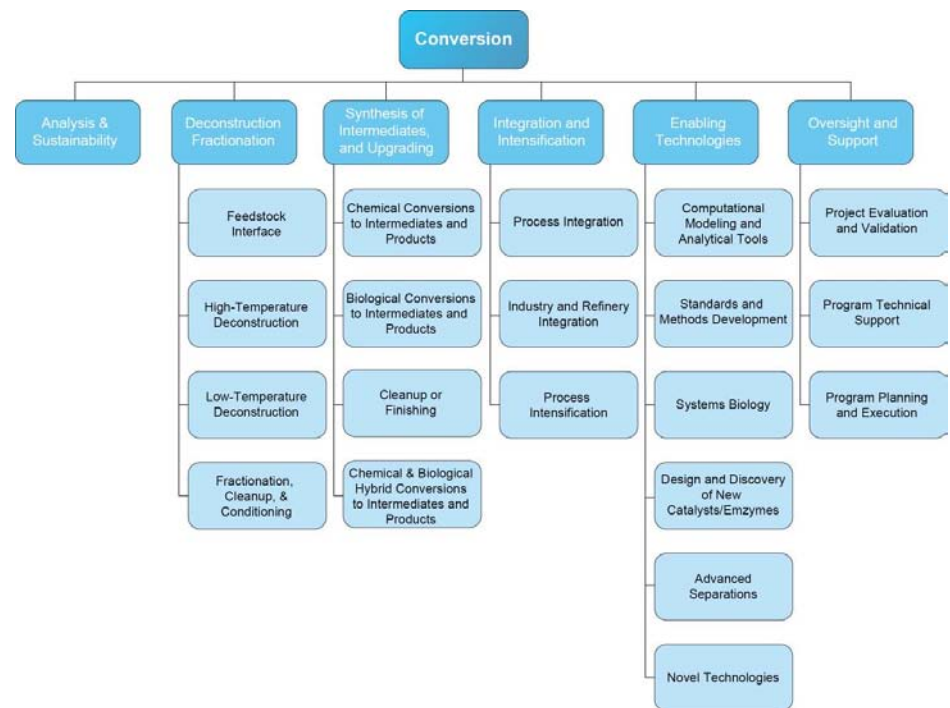 Conversion
Analysis &
Sustainability
Deconstruction
Fractionation
Synthesis of
Intermediates,
and Upgrading
Integration and
Intensification
Enabling
Technologies
Oversight and
Support
Feedstock
Interface
High-Temperature
Deconstruction
Low-Temperature
Deconstruction
Fractionation,
Cleanup, &
Conditioning
Chemical Conversions
to Intermediates and
Products
Biological Conversions
to Intermediates and
Products
Cleanup or
Finishing
Chemical & Biological
Hybrid Conversions
to Intermediates and
Products
Process Integration
Industry and Refinery
Integration
Process
Intensification
Computational
Modeling and
Analytical Tools
Standards and
Methods Development
Systems Biology
Design and Discovery
of New
Catalysts/Emzymes
Advanced
Separations
Novel Technologies
Project Evaluation
and Validation
Program Technical
Support
Program Planning
and Execution